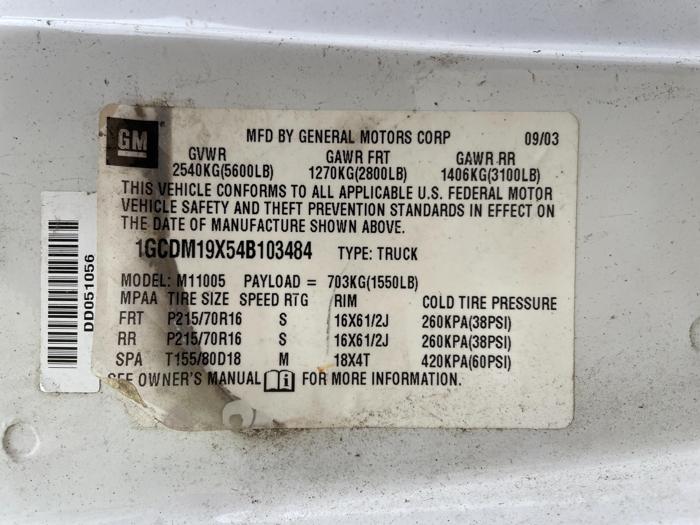 GM
MFD BY GENERAL MOTORS CORP 09/03
GVWR GAWR FRT GAWR RR
2540KG(5600LB) 1270KG(2800LB) 1406KG(3100LB)
THIS VEHICLE CONFORMS TO ALL APPLICABLE U.S. FEDERAL MOTOR
VEHICLE SAFETY AND THEFT PREVENTION STANDARDS IN EFFECT ON
THE DATE OF MANUFACTURE SHOWN ABOVE.
1GCDM19X54B103484 TYPE: TRUCK
MODEL: M11005 PAYLOAD = 703KG(1550LB)
MPAA TIRE SIZE SPEED RTG RIM COLD TIRE PRESSURE
FRT P215/70R16 S 16X61/2J 260KPA(38PSI)
RR P215/70R16 S 16X61/2J 260KPA(38PSI)
SPA T155/80D18 M 18X4T 420KPA(60PSI)
SEE OWNER'S MANUAL i FOR MORE INFORMATION.
DD051056